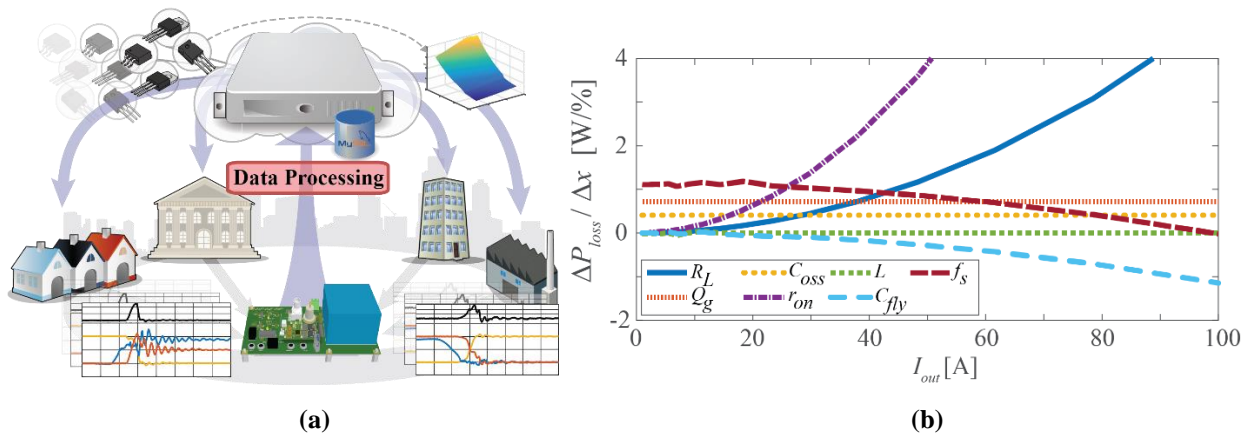 Mu
Data Processing
(a)
ΔP_loss / Δx [W/%]
4
2
0
-2
R_L C_oss L f_s
Q_g r_on C_fly
0 20 40 60 80 100
I_out [A]
(b)